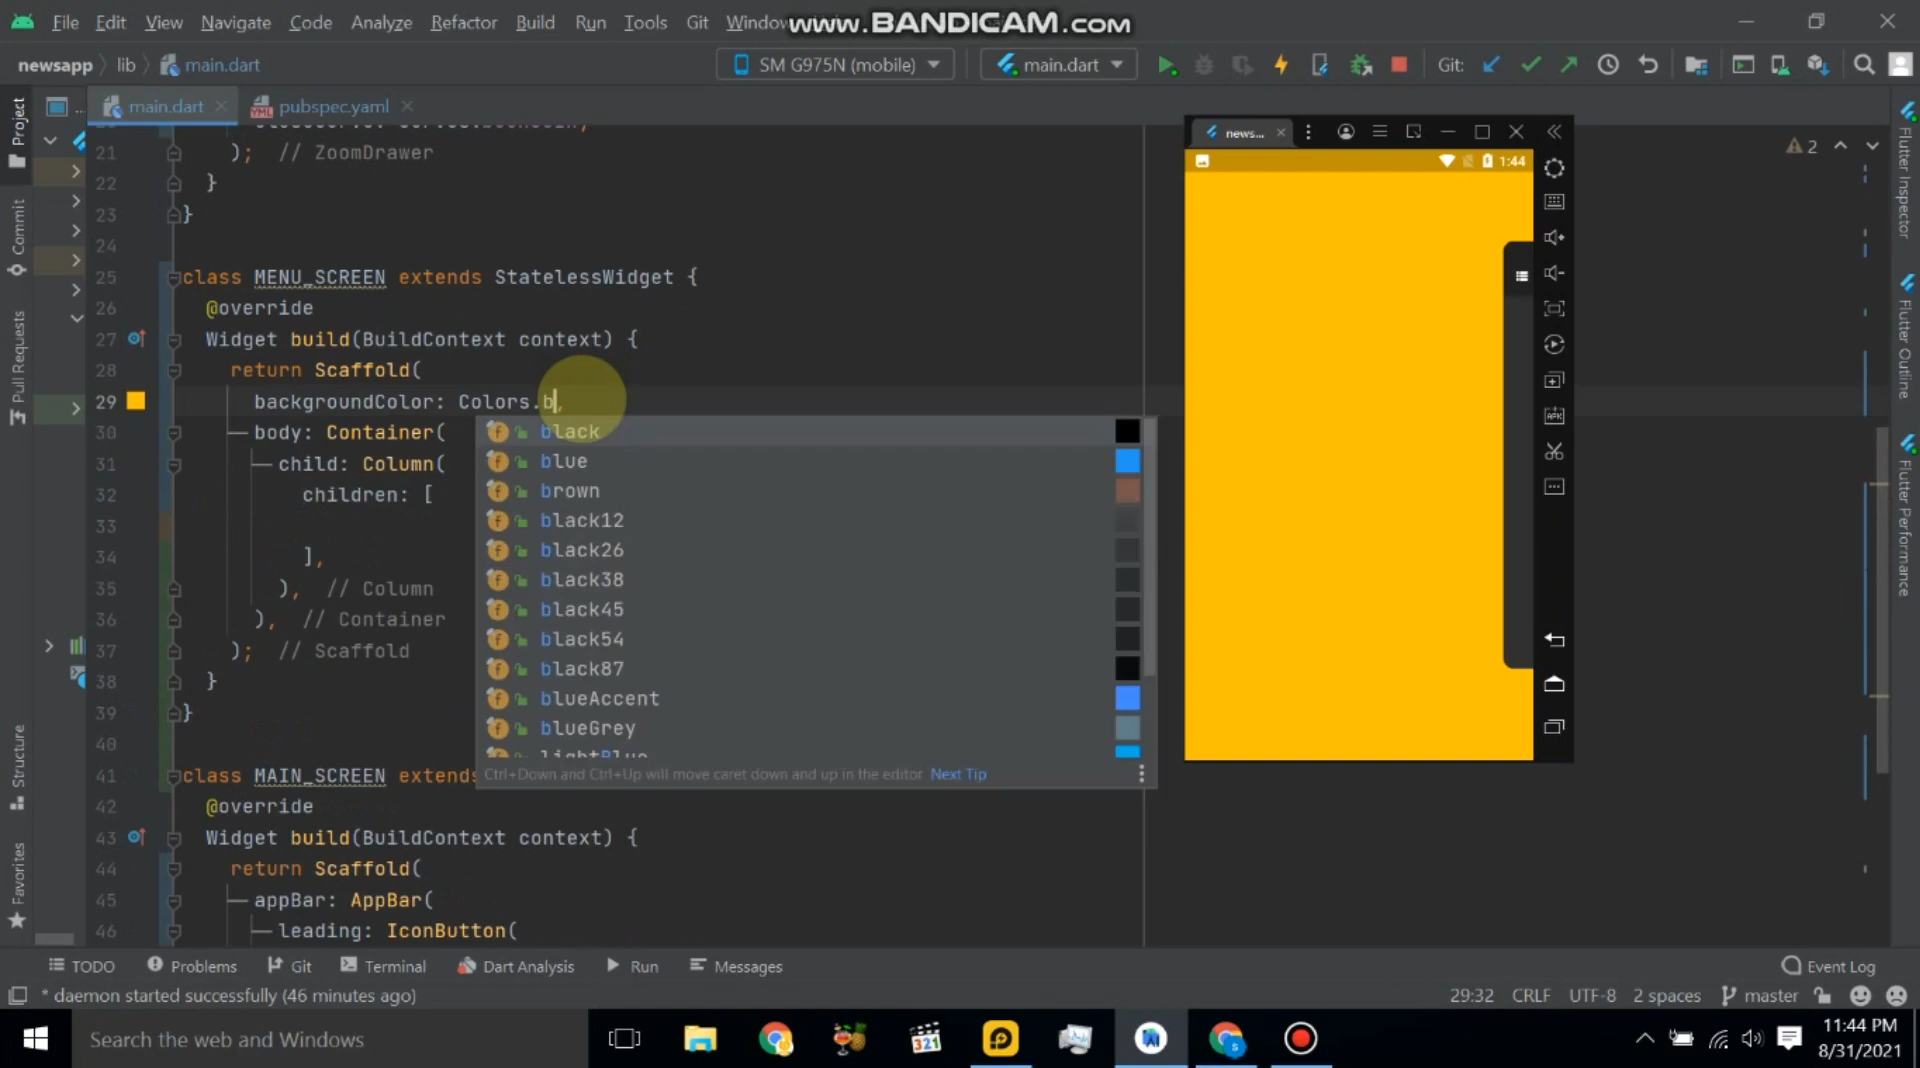 File Edit View Navigate Code Analyze Refactor Build Run Tools Git Window
www.BANDICAM.com
newsapp lib main.dart
SM G975N (mobile) main.dart Git:
main.dart pubspec.yaml
Project
Commit
Pull Requests
Structure
Favorites
21 ); // ZoomDrawer
22 }
23 }
24
25 class MENU_SCREEN extends StatelessWidget {
26 @override
27 Widget build(BuildContext context) {
28 return Scaffold(
29 backgroundColor: Colors.b,
30 body: Container(
31 child: Column(
32 children: [
33
34 ],
35 ), // Column
36 ), // Container
37 ); // Scaffold
38 }
39 }
40
41 class MAIN_SCREEN extends
42 @override
43 Widget build(BuildContext context) {
44 return Scaffold(
45 appBar: AppBar(
46 leading: IconButton(
black
blue
brown
black12
black26
black38
black45
black54
black87
blueAccent
blueGrey
lightBlue
Ctrl+Down and Ctrl+Up will move caret down and up in the editor Next Tip
news...
1:44
2
Flutter Inspector
Flutter Outline
Flutter Performance
TODO Problems Git Terminal Dart Analysis Run Messages Event Log
* daemon started successfully (46 minutes ago) 29:32 CRLF UTF-8 2 spaces master
Search the web and Windows
321
11:44 PM
8/31/2021